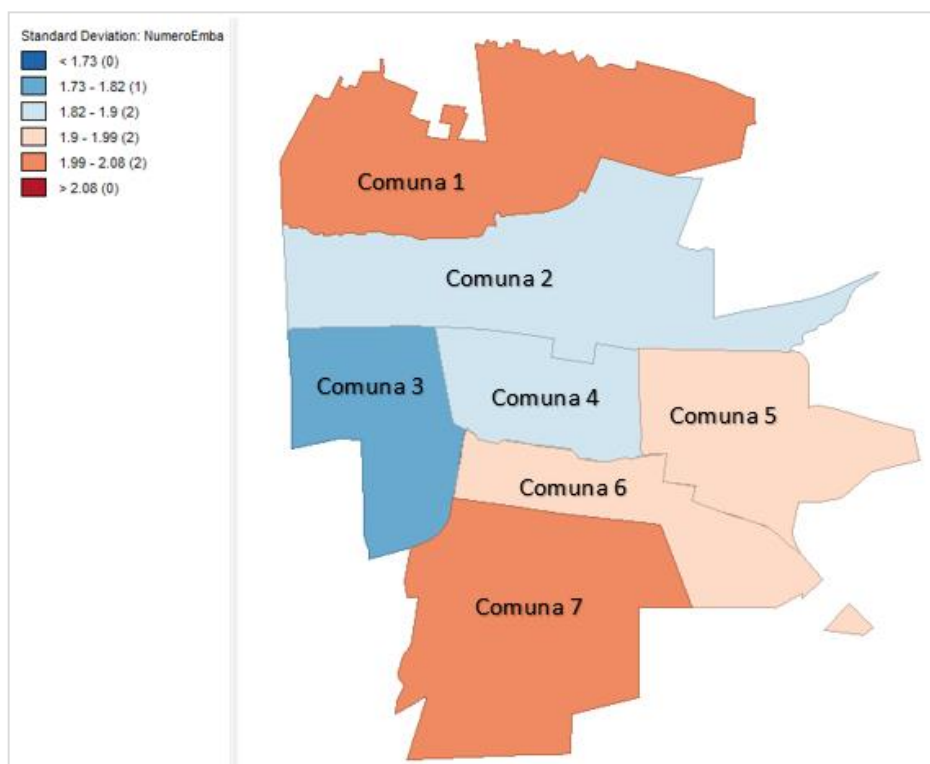 Standard Deviation: NumeroEmba
< 1.73 (0)
1.73 - 1.82 (1)
1.82 - 1.9 (2)
1.9 - 1.99 (2)
1.99 - 2.08 (2)
> 2.08 (0)
Comuna 1
Comuna 2
Comuna 3
Comuna 4
Comuna 5
Comuna 6
Comuna 7